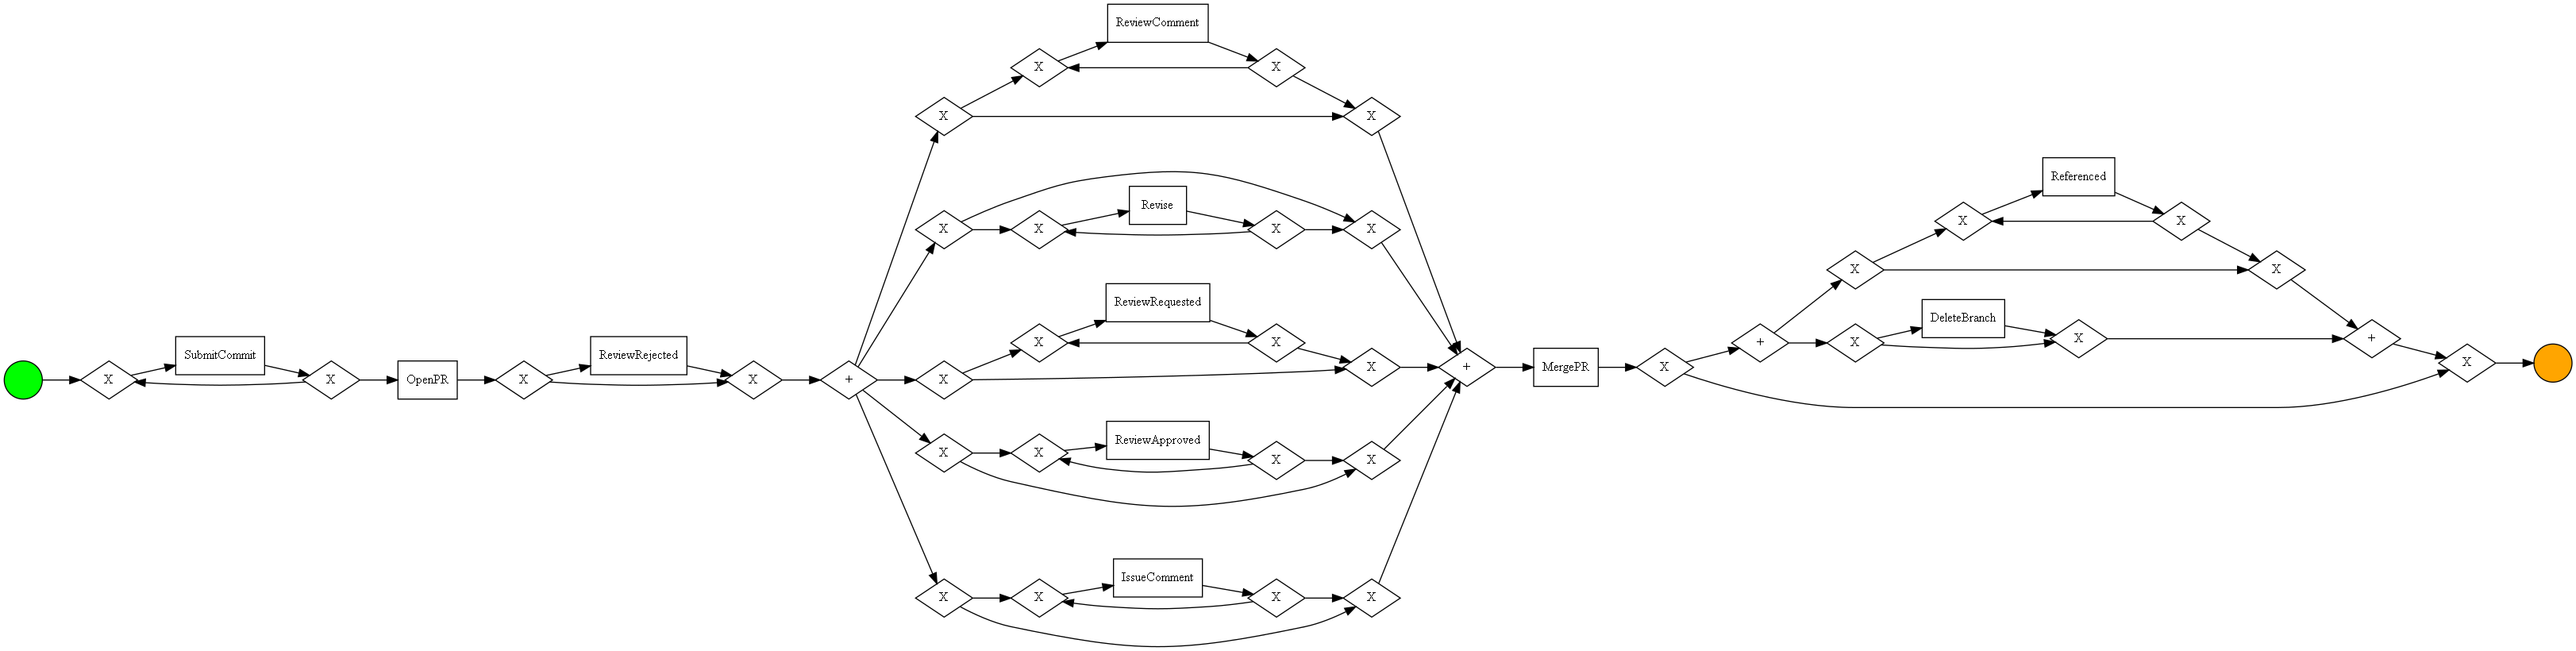 X
SubmitCommit
X
OpenPR
X
ReviewRejected
X
+
X
X
ReviewComment
X
X
X
X
Revise
X
X
X
X
ReviewRequested
X
X
X
X
ReviewApproved
X
X
X
X
IssueComment
X
X
+
MergePR
X
+
X
X
Referenced
X
X
X
DeleteBranch
X
+
X